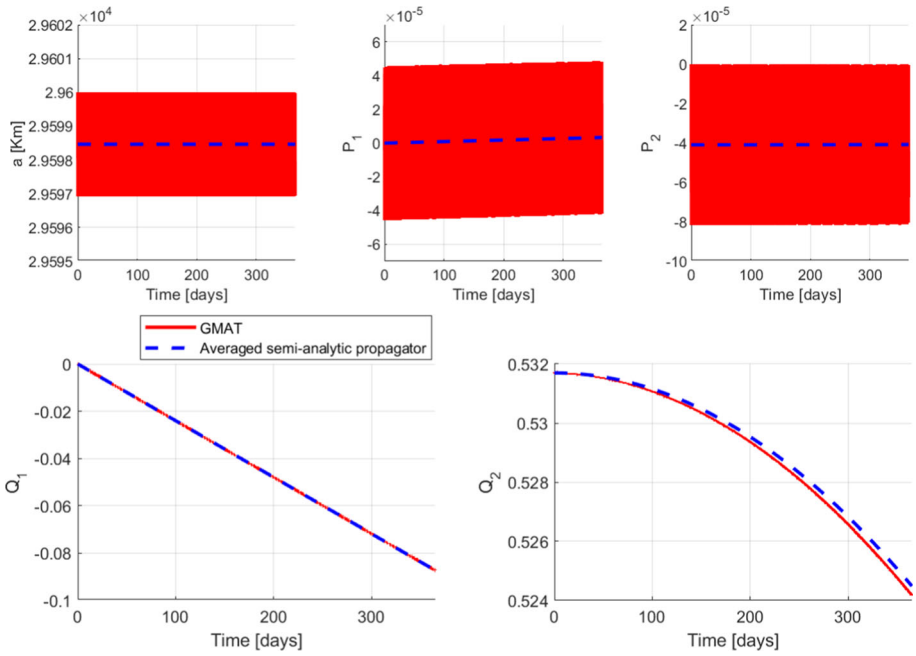 ×10⁴
2.9602
2.9601
2.96
2.9599
2.9598
2.9597
2.9596
2.9595
a [Km]
0 100 200 300
Time [days]
×10⁻⁵
6
4
2
0
-2
-4
-6
P₁
0 100 200 300
Time [days]
×10⁻⁵
2
0
-2
-4
-6
-8
-10
P₂
0 100 200 300
Time [days]
GMAT
Averaged semi-analytic propagator
0
-0.02
-0.04
-0.06
-0.08
-0.1
Q₁
0 100 200 300
Time [days]
0.532
0.53
0.528
0.526
0.524
Q₂
0 100 200 300
Time [days]